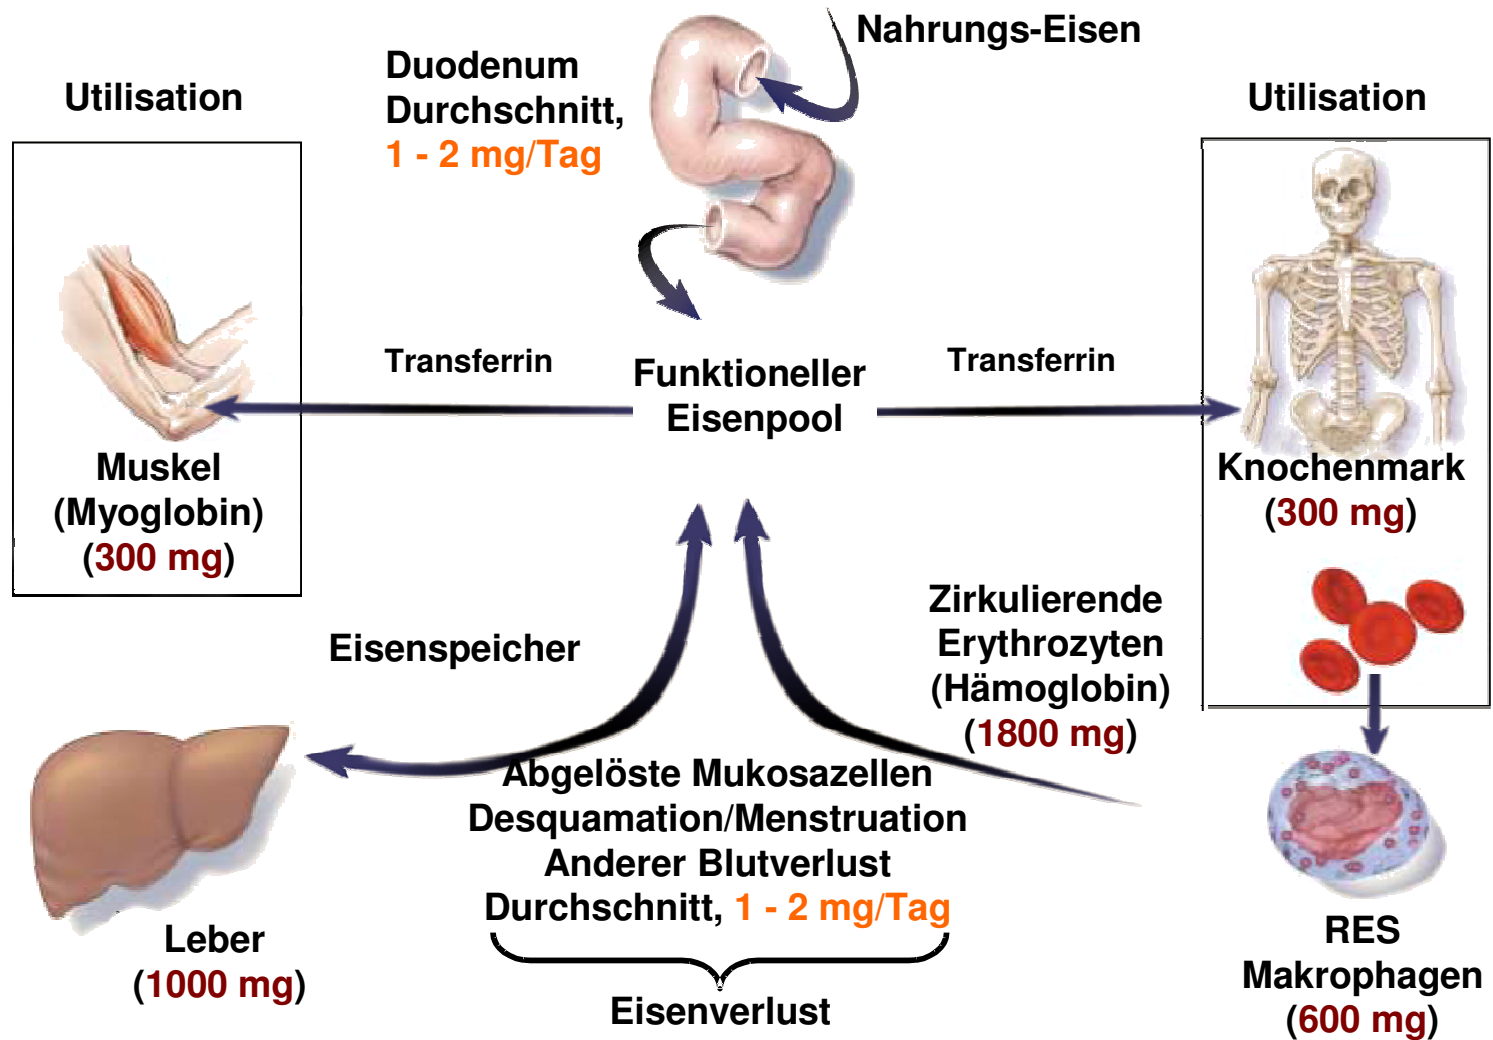 Nahrungs-Eisen
Duodenum
Durchschnitt,
1 - 2 mg/Tag
Utilisation
Utilisation
Transferrin
Funktioneller
Eisenpool
Transferrin
Muskel
(Myoglobin)
(300 mg)
Knochenmark
(300 mg)
Zirkulierende
Erythrozyten
(Hämoglobin)
(1800 mg)
Eisenspeicher
Abgelöste Mukosazellen
Desquamation/Menstruation
Anderer Blutverlust
Durchschnitt, 1 - 2 mg/Tag
Eisenverlust
Leber
(1000 mg)
RES
Makrophagen
(600 mg)